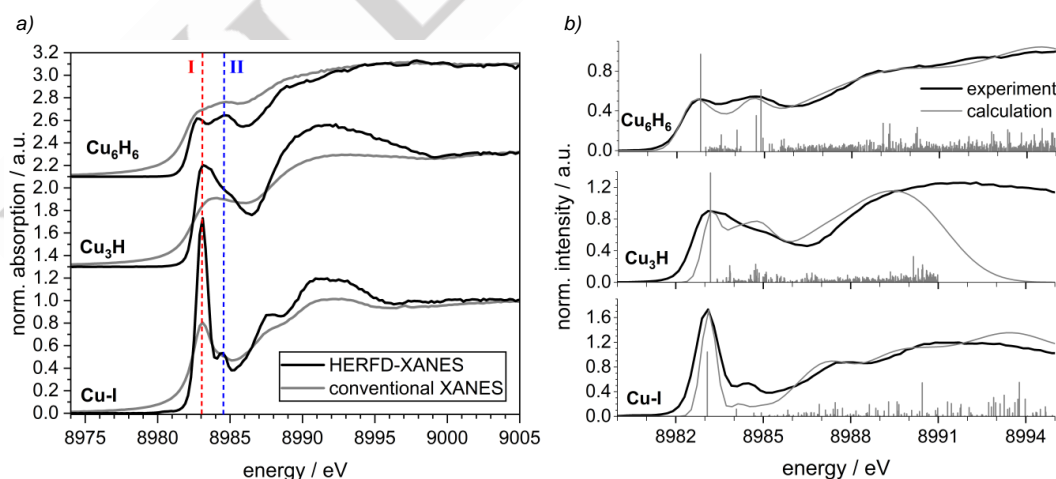 a)
3.2
3.0
2.8
2.6
2.4
2.2
2.0
1.8
1.6
1.4
1.2
1.0
0.8
0.6
0.4
0.2
0.0
norm. absorption / a.u.
I
II
Cu6H6
Cu3H
Cu-I
HERFD-XANES
conventional XANES
8975 8980 8985 8990 8995 9000 9005
energy / eV
b)
norm. intensity / a.u.
0.8
0.4
0.0
Cu6H6
experiment
calculation
1.2
0.8
0.4
0.0
Cu3H
1.6
1.2
0.8
0.4
0.0
Cu-I
8982 8985 8988 8991 8994
energy / eV